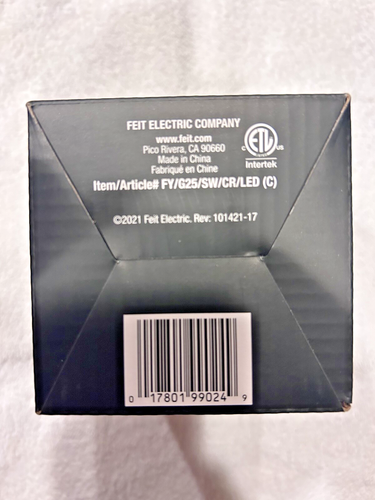 FEIT ELECTRIC COMPANY
www.feit.com
Pico Rivera, CA 90660
Made in China
Fabriqué en Chine
Item/Article# FY/G25/SW/CR/LED (C)
C ETL US
Intertek
©2021 Feit Electric. Rev: 101421-17
0 17801 99024 9